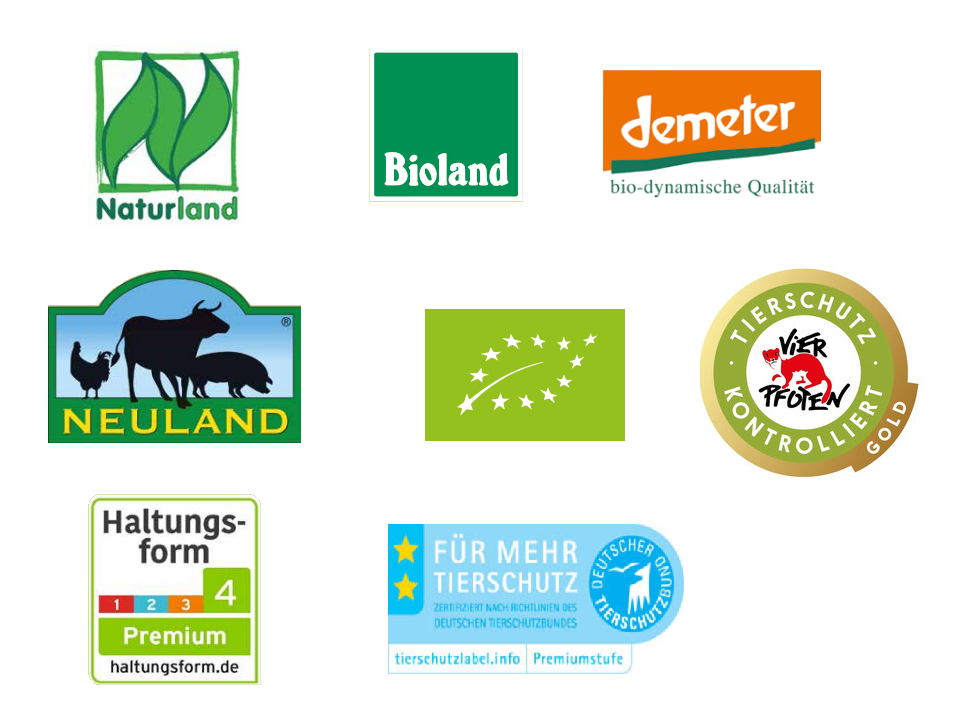 Naturland
Bioland
demeter
bio-dynamische Qualität
®
NEULAND
· TIERSCHUTZ ·
VIER
PFOTEN
KONTROLLIERT
GOLD
Haltungs-
form
1 2 3 4
Premium
haltungsform.de
FÜR MEHR
TIERSCHUTZ
ZERTIFIZIERT NACH RICHTLINIEN DES
DEUTSCHEN TIERSCHUTZBUNDES
DEUTSCHER TIERSCHUTZBUND
tierschutzlabel.info Premiumstufe